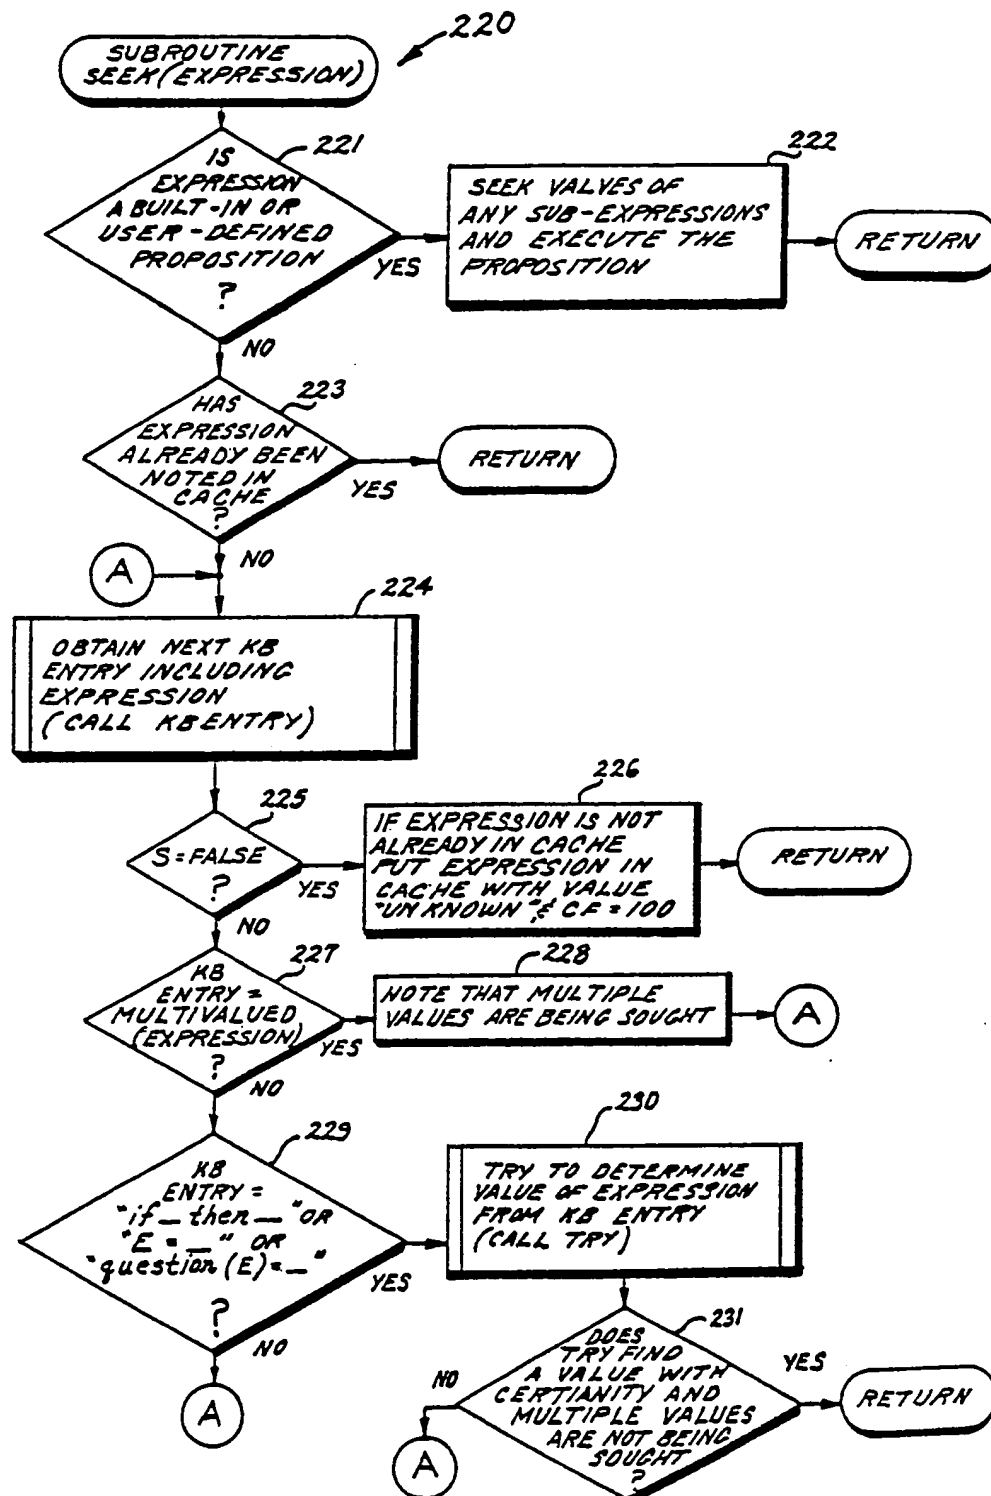 220
SUBROUTINE
SEEK (EXPRESSION)
221
IS
EXPRESSION
A BUILT-IN OR
USER-DEFINED
PROPOSITION
?
YES
NO
222
SEEK VALVES OF
ANY SUB-EXPRESSIONS
AND EXECUTE THE
PROPOSITION
RETURN
223
HAS
EXPRESSION
ALREADY BEEN
NOTED IN
CACHE
?
YES
NO
RETURN
A
224
OBTAIN NEXT KB
ENTRY INCLUDING
EXPRESSION
(CALL KBENTRY)
225
S = FALSE
?
YES
NO
226
IF EXPRESSION IS NOT
ALREADY IN CACHE
PUT EXPRESSION IN
CACHE WITH VALUE
"UNKNOWN" & CF = 100
RETURN
227
KB
ENTRY =
MULTIVALUED
(EXPRESSION)
?
YES
NO
228
NOTE THAT MULTIPLE
VALUES ARE BEING SOUGHT
A
229
KB
ENTRY =
"if _ then _" OR
"E = _" OR
"question (E) = _"
?
YES
NO
A
230
TRY TO DETERMINE
VALUE OF EXPRESSION
FROM KB ENTRY
(CALL TRY)
231
DOES
TRY FIND
A VALUE WITH
CERTIANITY AND
MULTIPLE VALUES
ARE NOT BEING
SOUGHT
?
NO
YES
A
RETURN